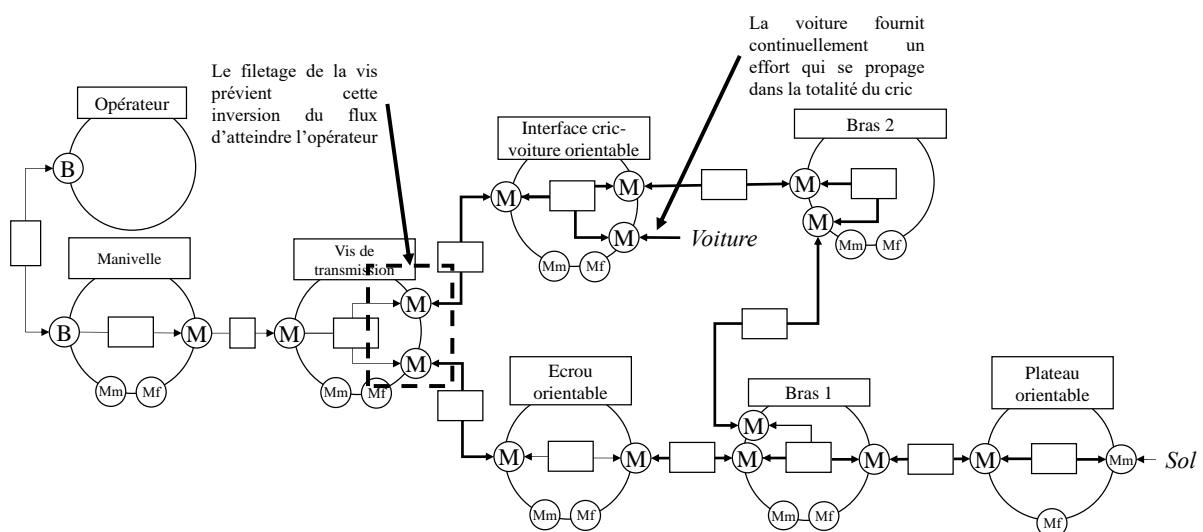 La voiture fournit
continuellement un
effort qui se propage
dans la totalité du cric
Le filetage de la vis
prévient cette
inversion du flux
d’atteindre l’opérateur
Opérateur
B
Interface cric-
voiture orientable
M
M
M
Voiture
Mm
Mf
Bras 2
M
M
Mm
Mf
Manivelle
B
M
Mm
Mf
Vis de
transmission
M
M
M
Mm
Mf
Ecrou
orientable
M
M
Mm
Mf
Bras 1
M
M
M
Mm
Mf
Plateau
orientable
M
Mm
Sol
Mf